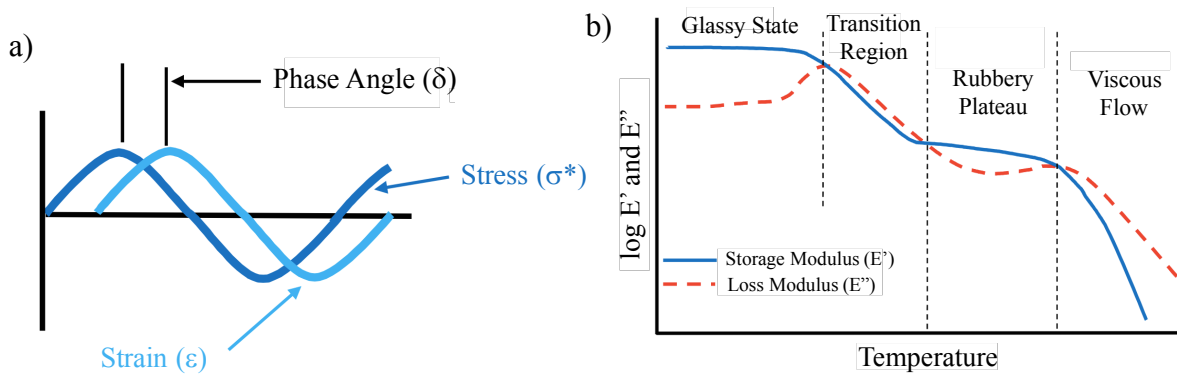 a)
Phase Angle (δ)
Stress (σ*)
Strain (ε)
b)
Glassy State
Transition
Region
Rubbery
Plateau
Viscous
Flow
log E' and E”
Storage Modulus (E’)
Loss Modulus (E”)
Temperature